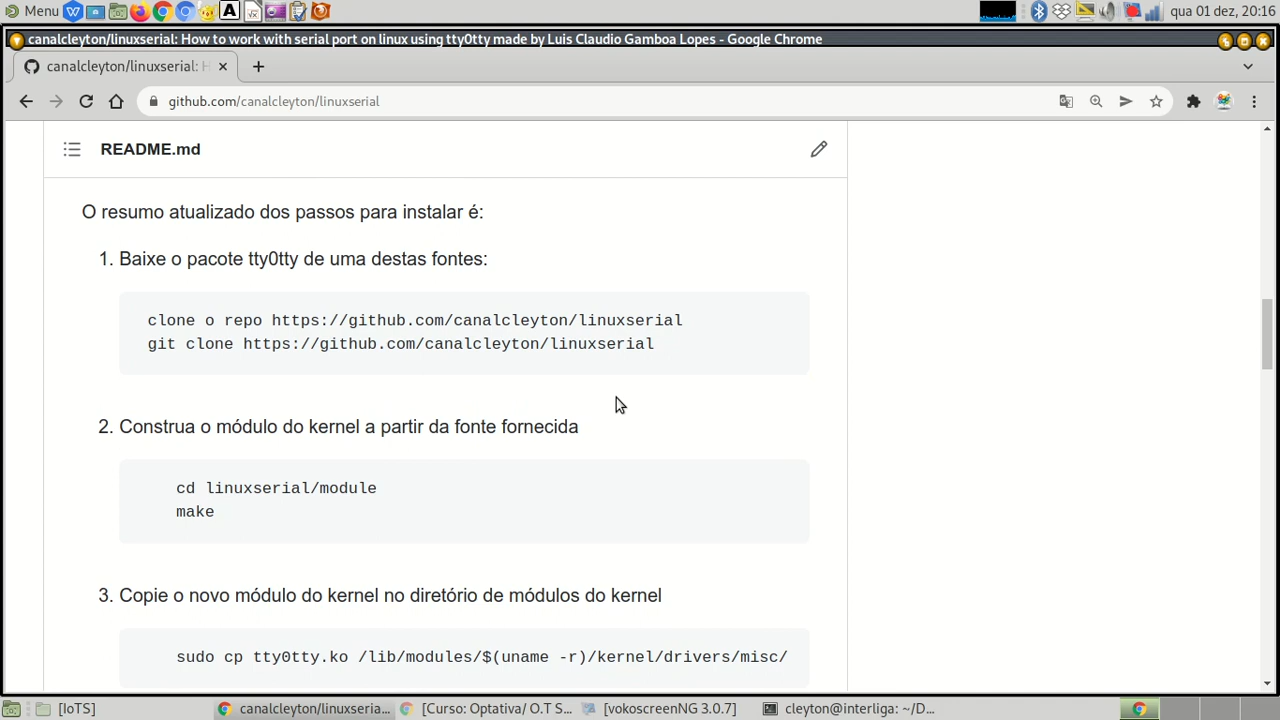 Menu
qua 01 dez, 20:16
canalcleyton/linuxserial: How to work with serial port on linux using tty0tty made by Luis Claudio Gamboa Lopes - Google Chrome
canalcleyton/linuxserial: H
github.com/canalcleyton/linuxserial
README.md
O resumo atualizado dos passos para instalar é:
1. Baixe o pacote tty0tty de uma destas fontes:
clone o repo https://github.com/canalcleyton/linuxserial
git clone https://github.com/canalcleyton/linuxserial
2. Construa o módulo do kernel a partir da fonte fornecida
cd linuxserial/module
make
3. Copie o novo módulo do kernel no diretório de módulos do kernel
sudo cp tty0tty.ko /lib/modules/$(uname -r)/kernel/drivers/misc/
[IoTS]
canalcleyton/linuxseria...
[Curso: Optativa/ O.T S...
[vokoscreenNG 3.0.7]
cleyton@interliga: ~/D...